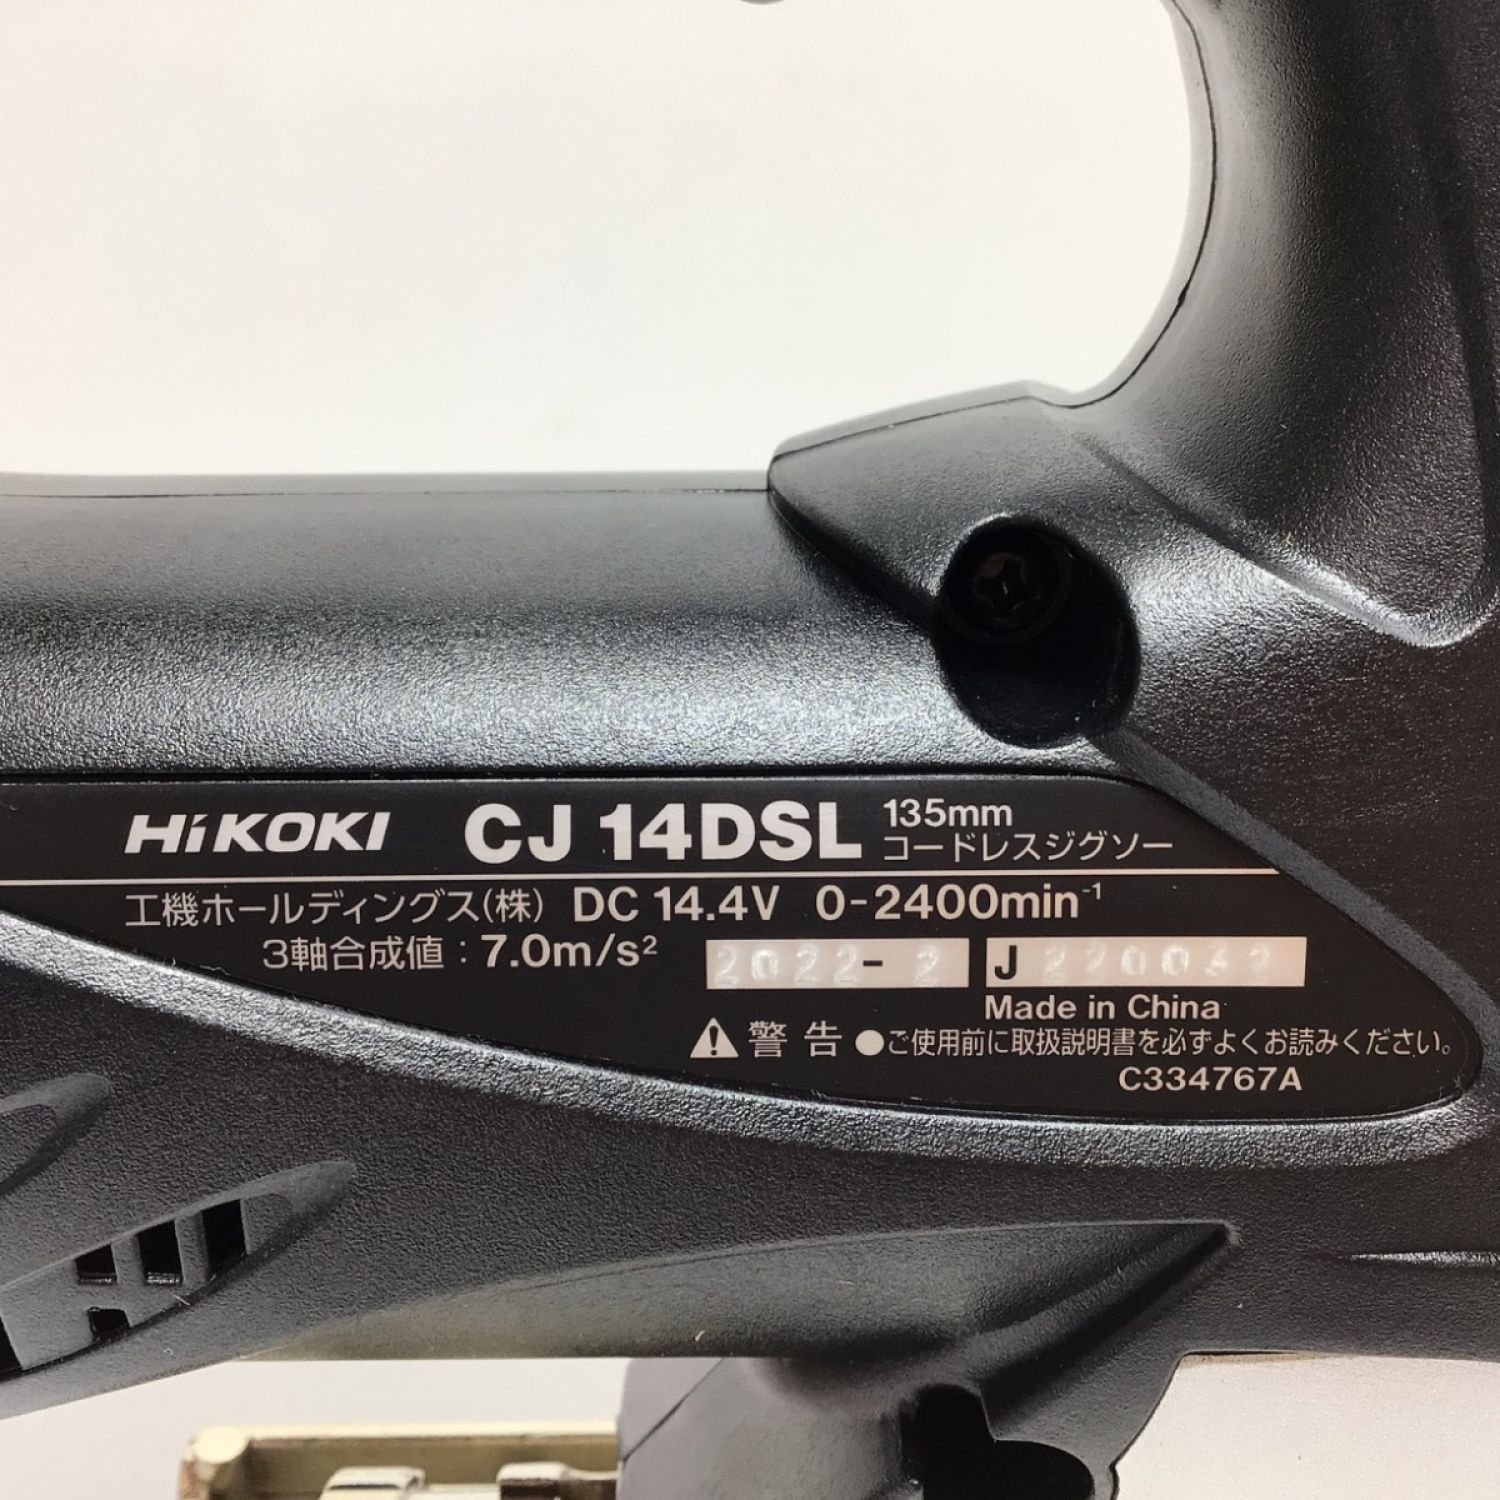 HiKOKI CJ 14DSL 135mm
コードレスジグソー
工機ホールディングス(株) DC 14.4V 0-2400min⁻¹
3軸合成値：7.0m/s² 2022-2 J
Made in China
⚠警告 ●ご使用前に取扱説明書を必ずよくお読みください。
C334767A